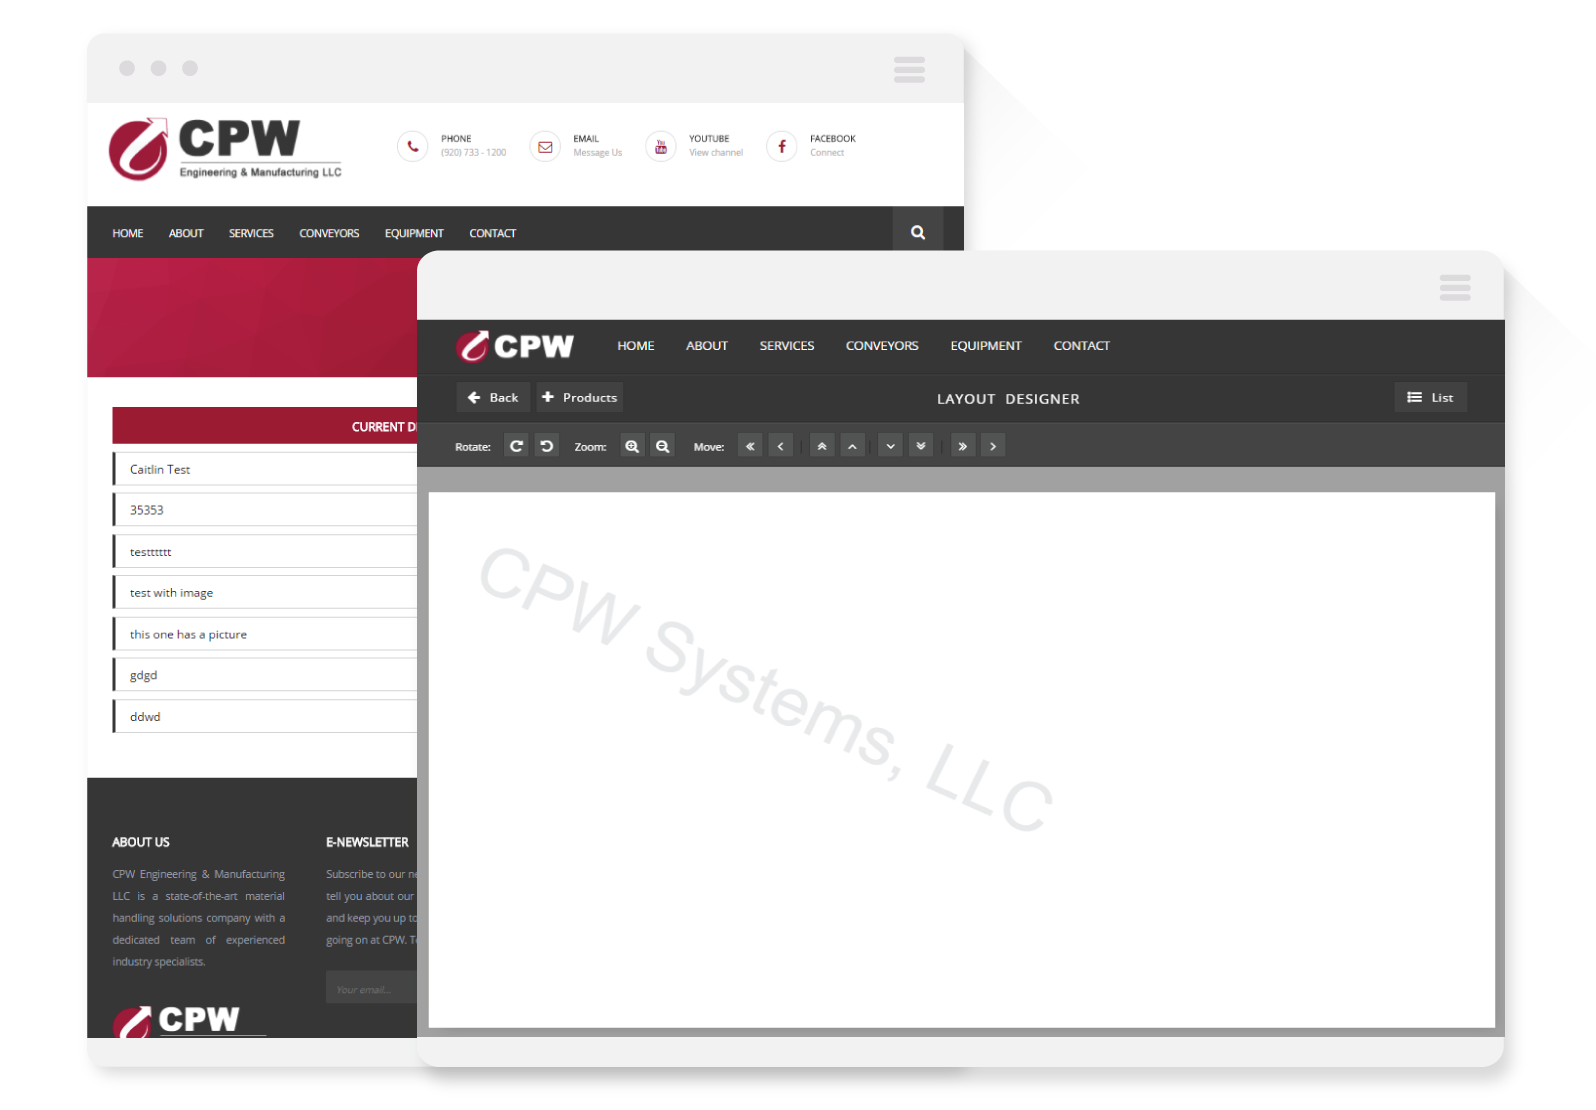 CPW
Engineering & Manufacturing LLC
PHONE
(920) 733 - 1200
EMAIL
Message Us
YOUTUBE
View channel
FACEBOOK
Connect
HOME ABOUT SERVICES CONVEYORS EQUIPMENT CONTACT
CURRENT D
Caitlin Test
35353
testttttt
test with image
this one has a picture
gdgd
ddwd
ABOUT US
CPW Engineering & Manufacturing
LLC is a state-of-the-art material
handling solutions company with a
dedicated team of experienced
industry specialists.
CPW
E-NEWSLETTER
Subscribe to our ne
tell you about our
and keep you up to
going on at CPW. T
Your email...
CPW HOME ABOUT SERVICES CONVEYORS EQUIPMENT CONTACT
Back Products LAYOUT DESIGNER List
Rotate: Zoom: Move:
CPW Systems, LLC